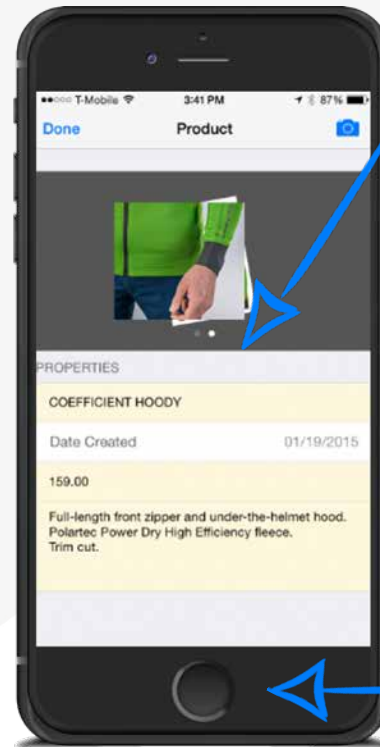 T-Mobile 3:41 PM 87%
Done Product
PROPERTIES
COEFFICIENT HOODY
Date Created 01/19/2015
159.00
Full-length front zipper and under-the-helmet hood.
Polartec Power Dry High Efficiency fleece.
Trim cut.